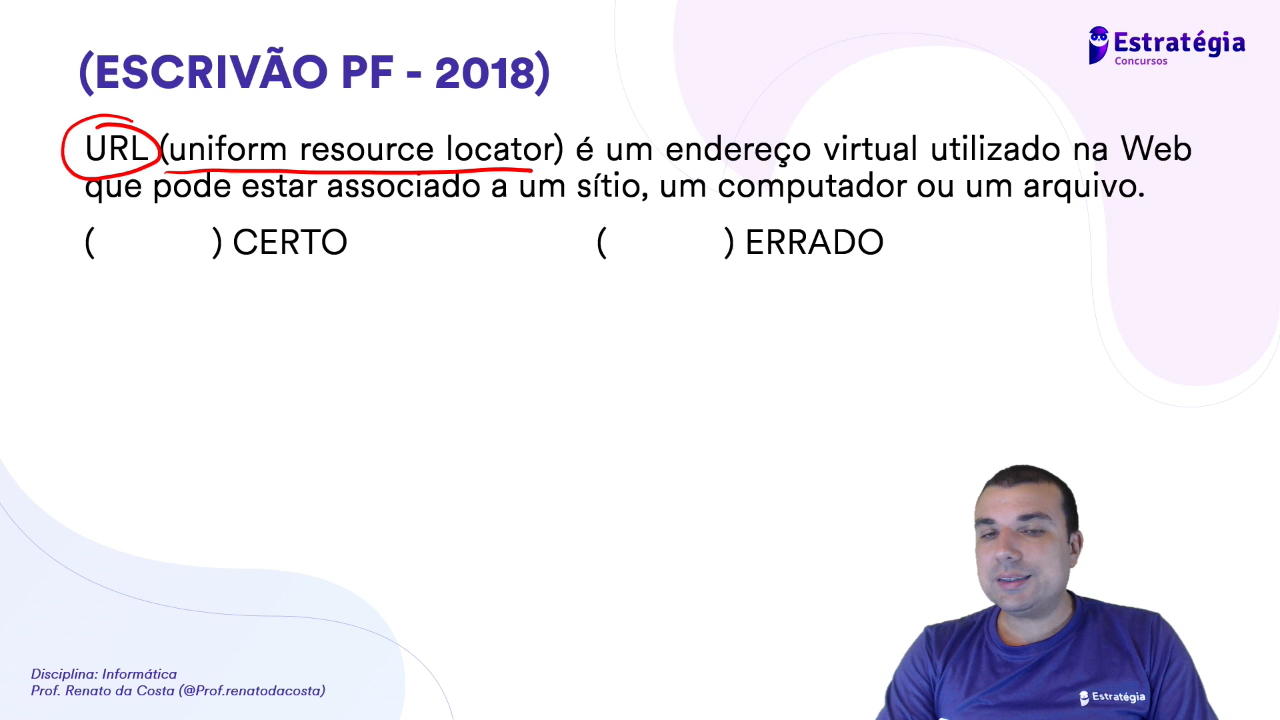 (ESCRIVÃO PF - 2018)
Estratégia
Concursos
URL (uniform resource locator) é um endereço virtual utilizado na Web
que pode estar associado a um sítio, um computador ou um arquivo.
( ) CERTO ( ) ERRADO
Disciplina: Informática
Prof. Renato da Costa (@Prof.renatodacosta)
Estratégia